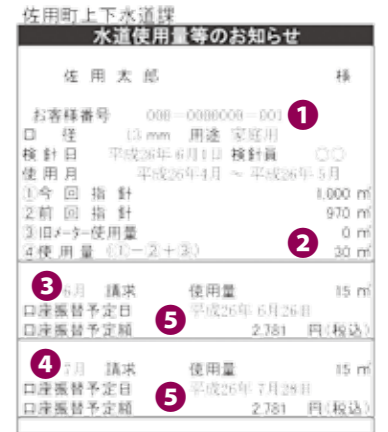 佐用町上下水道課
水道使用量等のお知らせ
佐用太郎 様
お客様番号 000-0000000-001 ❶
口径 13mm 用途 家庭用
検針日 平成26年6月1日 検針員 〇〇
使用月 平成26年4月 ~ 平成26年5月
①今回指針 1,000 ㎥
②前回指針 970 ㎥
③旧メーター使用量 0 ㎥
④使用量 (①-②+③) ❷ 30 ㎥
❸ 6月 請求 使用量 15 ㎥
口座振替予定日 ❺ 平成26年 6月26日
口座振替予定額 2,781 円(税込)
❹ 7月 請求 使用量 15 ㎥
口座振替予定日 ❺ 平成26年 7月28日
口座振替予定額 2,781 円(税込)